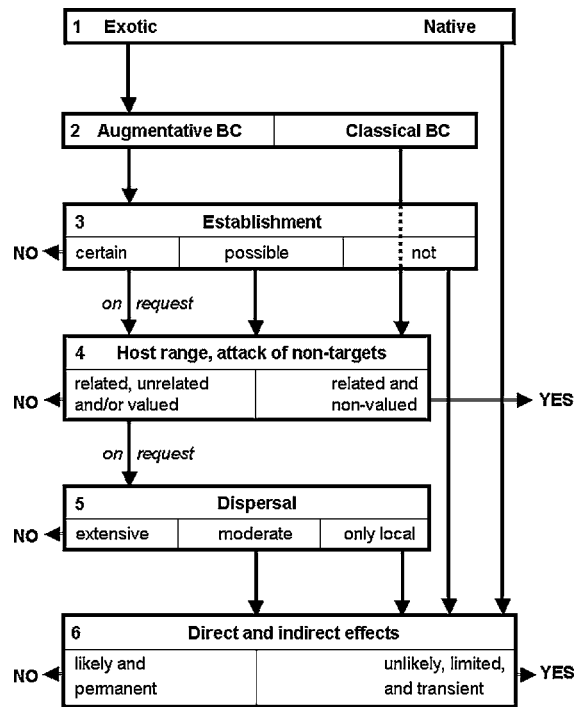 1 Exotic Native
2 Augmentative BC Classical BC
3 Establishment
NO certain possible not
on request
4 Host range, attack of non-targets
related, unrelated related and
NO and/or valued non-valued YES
on request
5 Dispersal
NO extensive moderate only local
6 Direct and indirect effects
likely and unlikely, limited,
NO permanent and transient YES